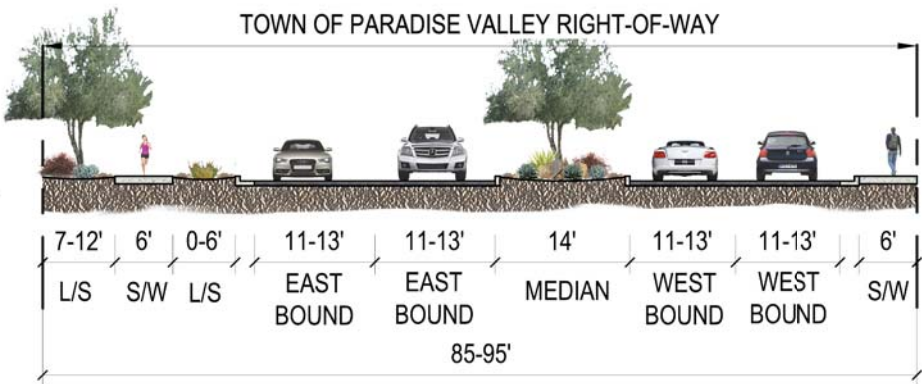 TOWN OF PARADISE VALLEY RIGHT-OF-WAY
7-12' 6' 0-6' 11-13' 11-13' 14' 11-13' 11-13' 6'
L/S S/W L/S EAST BOUND EAST BOUND MEDIAN WEST BOUND WEST BOUND S/W
85-95'